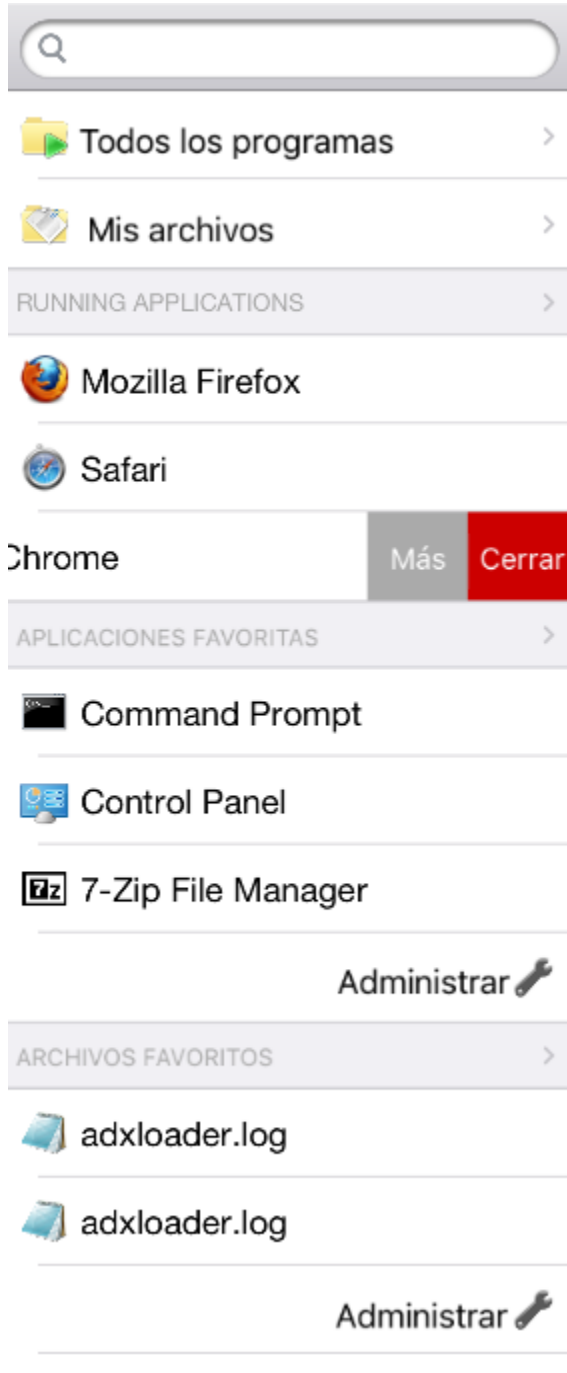 Todos los programas
Mis archivos
RUNNING APPLICATIONS
Mozilla Firefox
Safari
Chrome Más Cerrar
APLICACIONES FAVORITAS
Command Prompt
Control Panel
7z 7-Zip File Manager
Administrar
ARCHIVOS FAVORITOS
adxloader.log
adxloader.log
Administrar